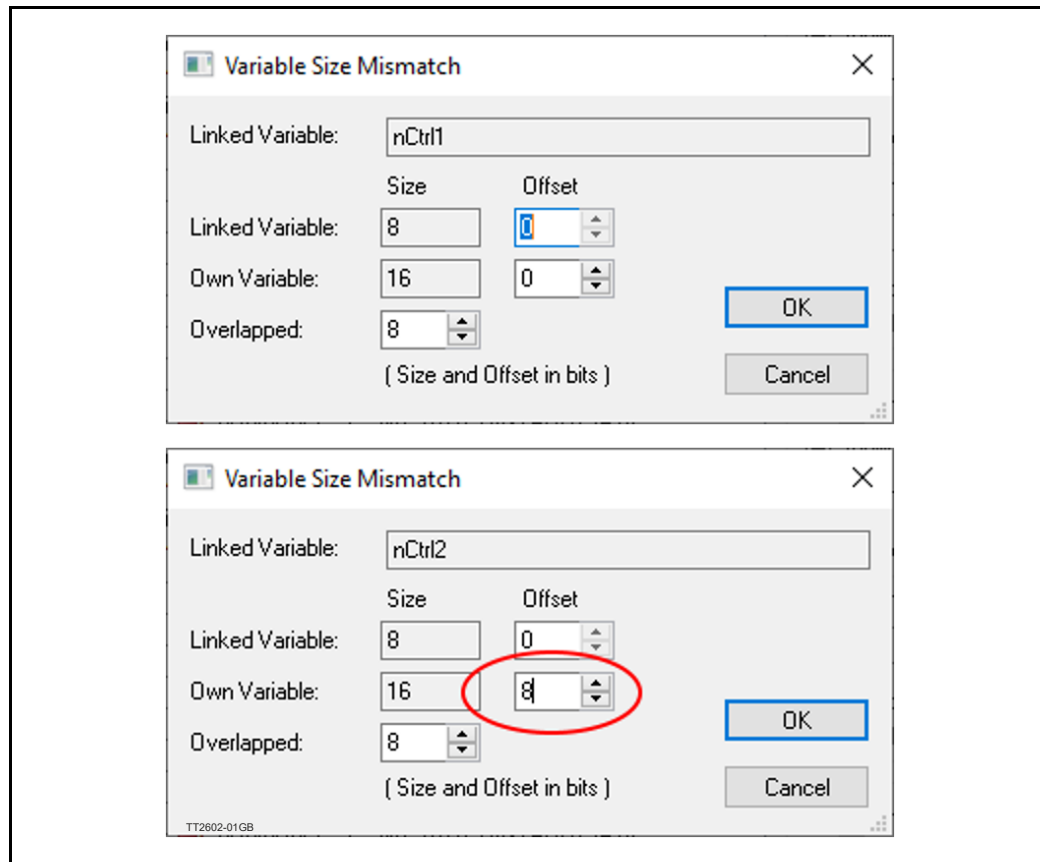 Variable Size Mismatch
Linked Variable: nCtrl1
Size Offset
Linked Variable: 8 0
Own Variable: 16 0
Overlapped: 8
OK
( Size and Offset in bits ) Cancel
Variable Size Mismatch
Linked Variable: nCtrl2
Size Offset
Linked Variable: 8 0
Own Variable: 16 8
Overlapped: 8
OK
( Size and Offset in bits ) Cancel
TT2602-01GB